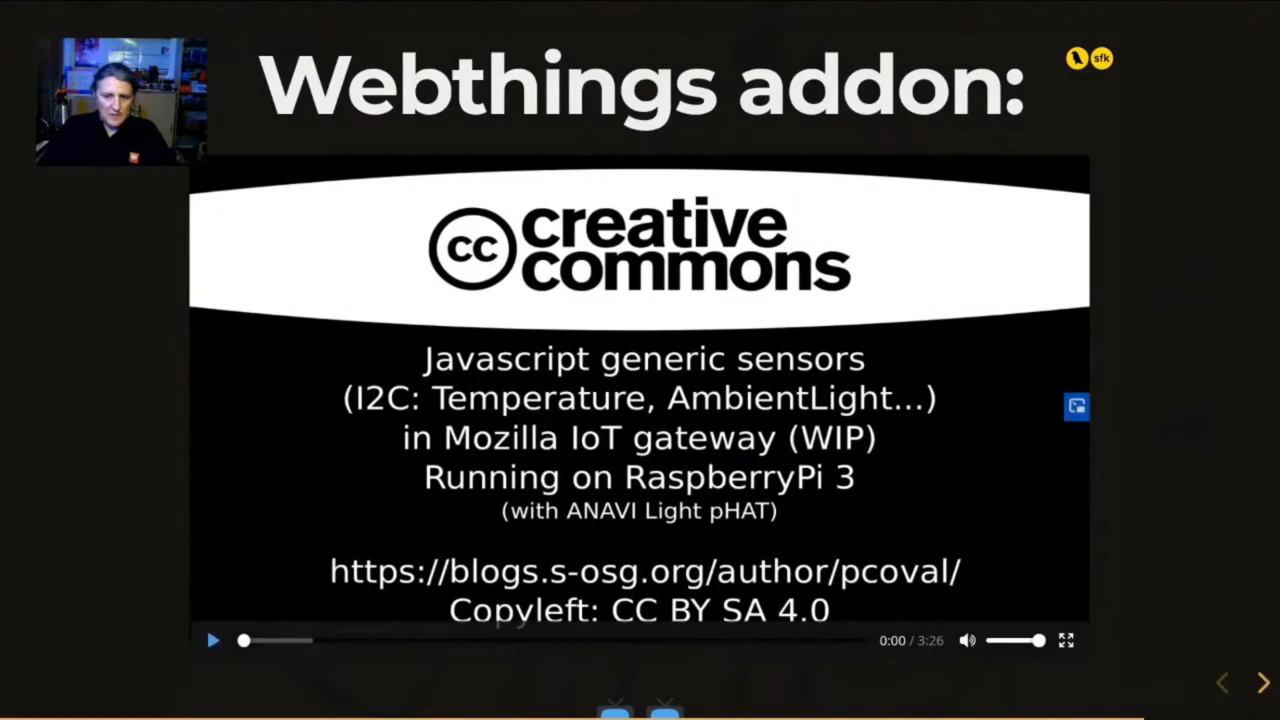 Webthings addon:
sfk
cc creative
commons
Javascript generic sensors
(I2C: Temperature, AmbientLight...)
in Mozilla IoT gateway (WIP)
Running on RaspberryPi 3
(with ANAVI Light pHAT)
https://blogs.s-osg.org/author/pcoval/
Copyleft: CC BY SA 4.0
0:00 / 3:26